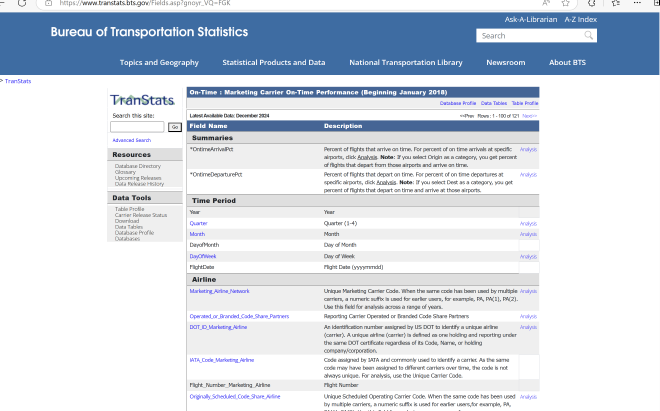 https://www.transtats.bts.gov/Fields.asp?gnoyr_VQ=FGK
Ask-A-Librarian A-Z Index
Bureau of Transportation Statistics
Search
Topics and Geography Statistical Products and Data National Transportation Library Newsroom About BTS
> TranStats
TranStats
Search this site:
Go
Advanced Search
Resources
Database Directory
Glossary
Upcoming Releases
Data Release History
Data Tools
Table Profile
Carrier Release Status
Download
Data Tables
Database Profile
Databases
On-Time : Marketing Carrier On-Time Performance (Beginning January 2018)
Database Profile Data Tables Table Profile
Latest Available Data: December 2024 <<Prev Rows : 1 - 100 of 121 Next>>
Field Name Description
Summaries
*OntimeArrivalPct Percent of flights that arrive on time. For percent of on time arrivals at specific Analysis
airports, click Analysis. Note: If you select Origin as a category, you get percent
of flights that depart from those airports and arrive on time.
*OntimeDeparturePct Percent of flights that depart on time. For percent of on time departures at Analysis
specific airports, click Analysis. Note: If you select Dest as a category, you get
percent of flights that depart on time and arrive at those airports.
Time Period
Year Year
Quarter Quarter (1-4) Analysis
Month Month Analysis
DayofMonth Day of Month
DayOfWeek Day of Week Analysis
FlightDate Flight Date (yyyymmdd)
Airline
Marketing_Airline_Network Unique Marketing Carrier Code. When the same code has been used by multiple Analysis
carriers, a numeric suffix is used for earlier users, for example, PA, PA(1), PA(2).
Use this field for analysis across a range of years.
Operated_or_Branded_Code_Share_Partners Reporting Carrier Operated or Branded Code Share Partners Analysis
DOT_ID_Marketing_Airline An identification number assigned by US DOT to identify a unique airline Analysis
(carrier). A unique airline (carrier) is defined as one holding and reporting under
the same DOT certificate regardless of its Code, Name, or holding
company/corporation.
IATA_Code_Marketing_Airline Code assigned by IATA and commonly used to identify a carrier. As the same Analysis
code may have been assigned to different carriers over time, the code is not
always unique. For analysis, use the Unique Carrier Code.
Flight_Number_Marketing_Airline Flight Number
Originally_Scheduled_Code_Share_Airline Unique Scheduled Operating Carrier Code. When the same code has been used Analysis
by multiple carriers, a numeric suffix is used for earlier users,for example, PA,